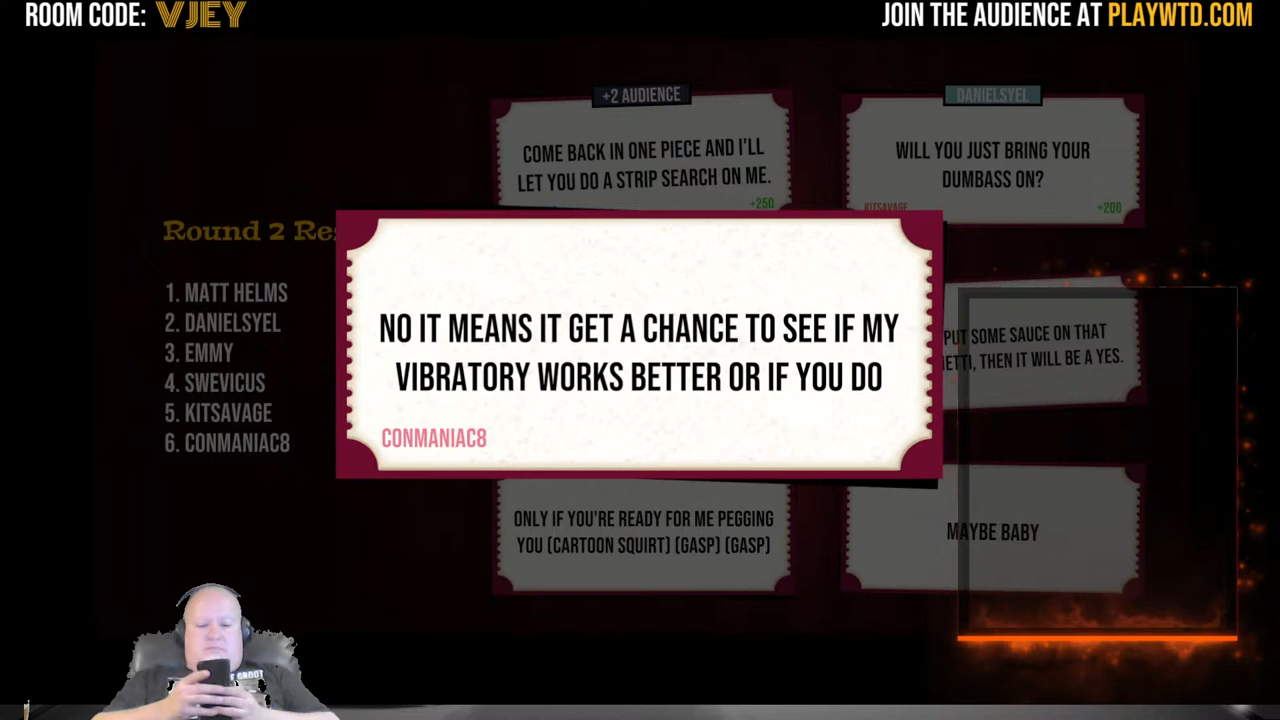 ROOM CODE: VJEY
JOIN THE AUDIENCE AT PLAYWTD.COM
+2 AUDIENCE
COME BACK IN ONE PIECE AND I'LL
LET YOU DO A STRIP SEARCH ON ME.
+250
DANIELSYEL
WILL YOU JUST BRING YOUR
DUMBASS ON?
KITSAVAGE
+200
Round 2
1. MATT HELMS
2. DANIELSYEL
3. EMMY
4. SWEVICUS
5. KITSAVAGE
6. CONMANIAC8
NO IT MEANS IT GET A CHANCE TO SEE IF MY
VIBRATORY WORKS BETTER OR IF YOU DO
CONMANIAC8
PUT SOME SAUCE ON THAT
THEN IT WILL BE A YES.
ONLY IF YOU'RE READY FOR ME PEGGING
YOU (CARTOON SQUIRT) (GASP) (GASP)
MAYBE BABY
GROOT